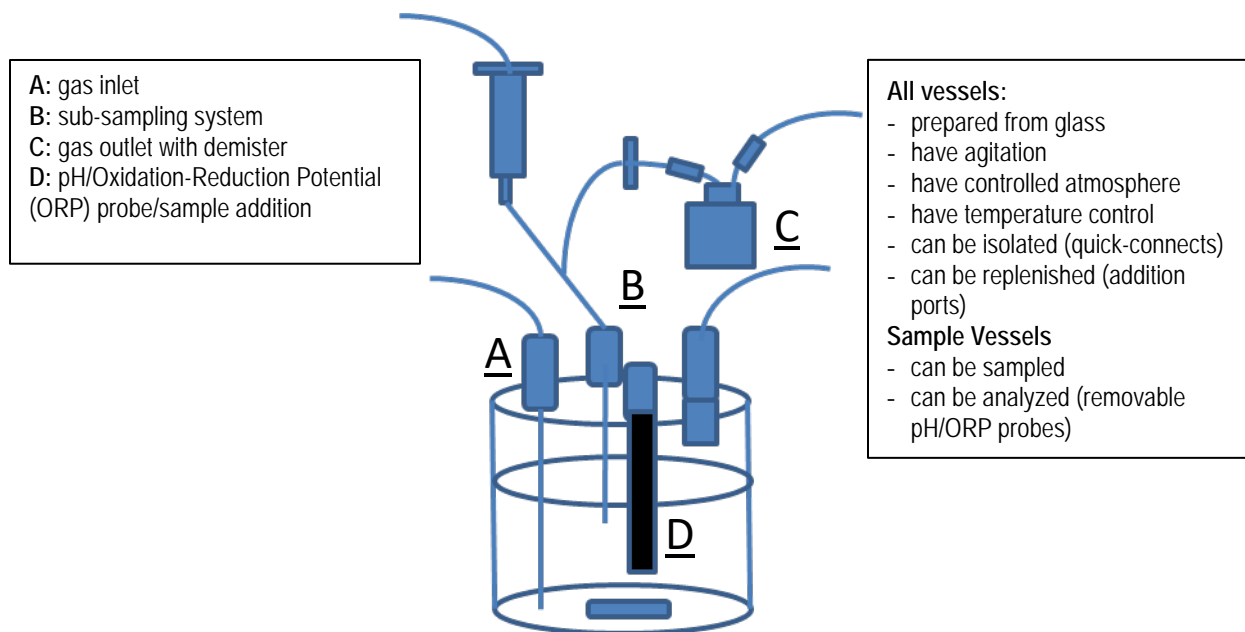 A: gas inlet
B: sub-sampling system
C: gas outlet with demister
D: pH/Oxidation-Reduction Potential
(ORP) probe/sample addition
All vessels:
- prepared from glass
- have agitation
- have controlled atmosphere
- have temperature control
- can be isolated (quick-connects)
- can be replenished (addition
ports)
Sample Vessels
- can be sampled
- can be analyzed (removable
pH/ORP probes)
C
B
A
D